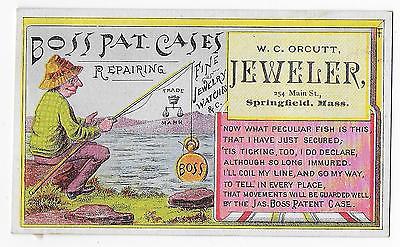 BOSS PAT. CASES
REPAIRING
FINE
JEWELRY
WATCHES
&C.
TRADE
MARK
BOSS
W. C. ORCUTT,
JEWELER,
254 Main St.,
Springfield, Mass.
NOW WHAT PECULIAR FISH IS THIS,
THAT I HAVE JUST SECURED;
'TIS TICKING, TOO, I DO DECLARE,
ALTHOUGH SO LONG IMMURED.
I'LL COIL MY LINE, AND GO MY WAY,
TO TELL IN EVERY PLACE,
THAT MOVEMENTS WILL BE GUARDED WELL
BY THE JAS. BOSS PATENT CASE.